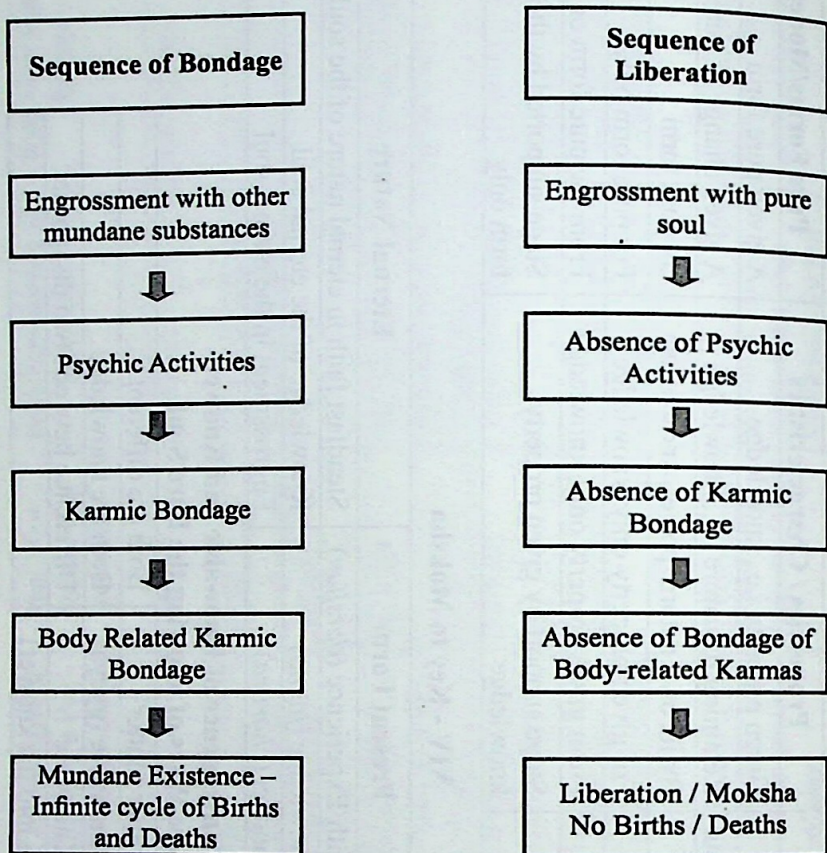 Sequence of Bondage
Engrossment with other
mundane substances
Psychic Activities
Karmic Bondage
Body Related Karmic
Bondage
Mundane Existence –
Infinite cycle of Births
and Deaths
Sequence of
Liberation
Engrossment with pure
soul
Absence of Psychic
Activities
Absence of Karmic
Bondage
Absence of Bondage of
Body-related Karmas
Liberation / Moksha
No Births / Deaths